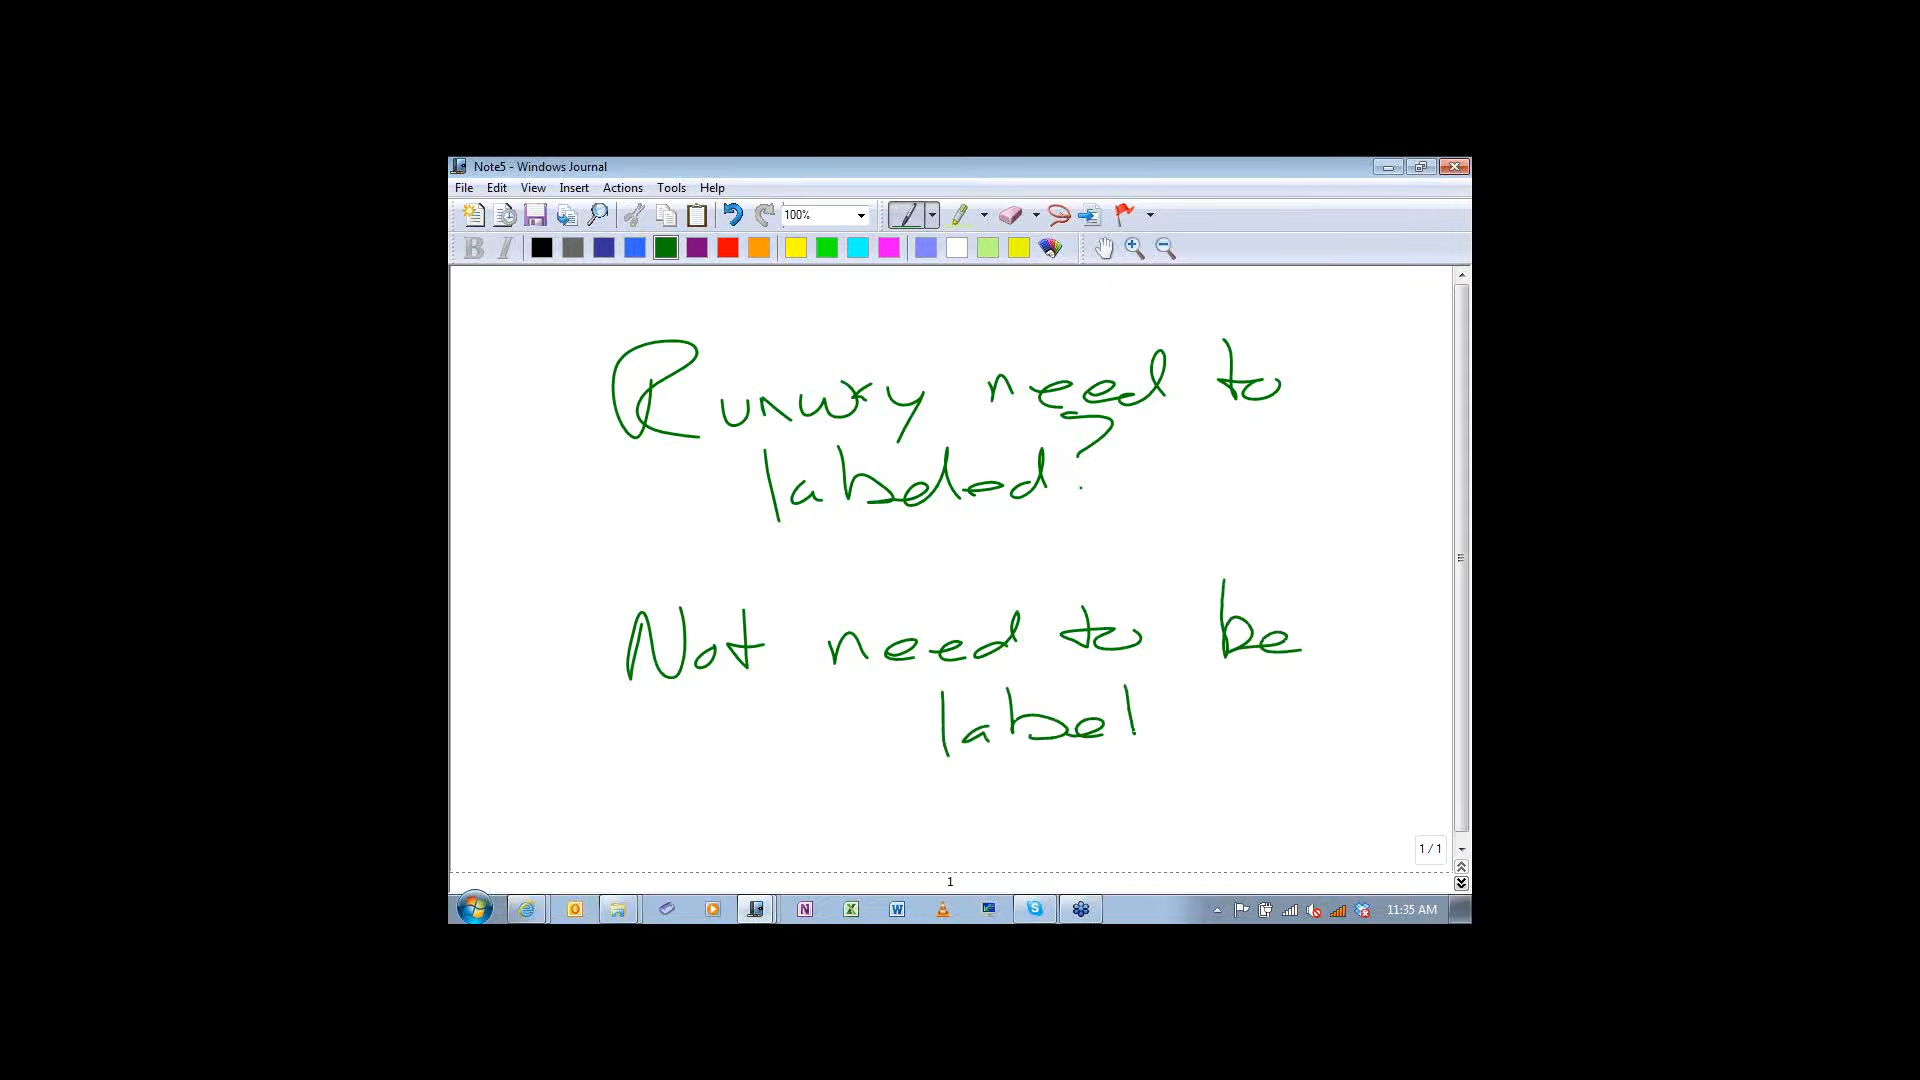 Note5 - Windows Journal
File Edit View Insert Actions Tools Help
100%
B I
Runway need to
labeled?
Not need to be
label
1 / 1
1
11:35 AM